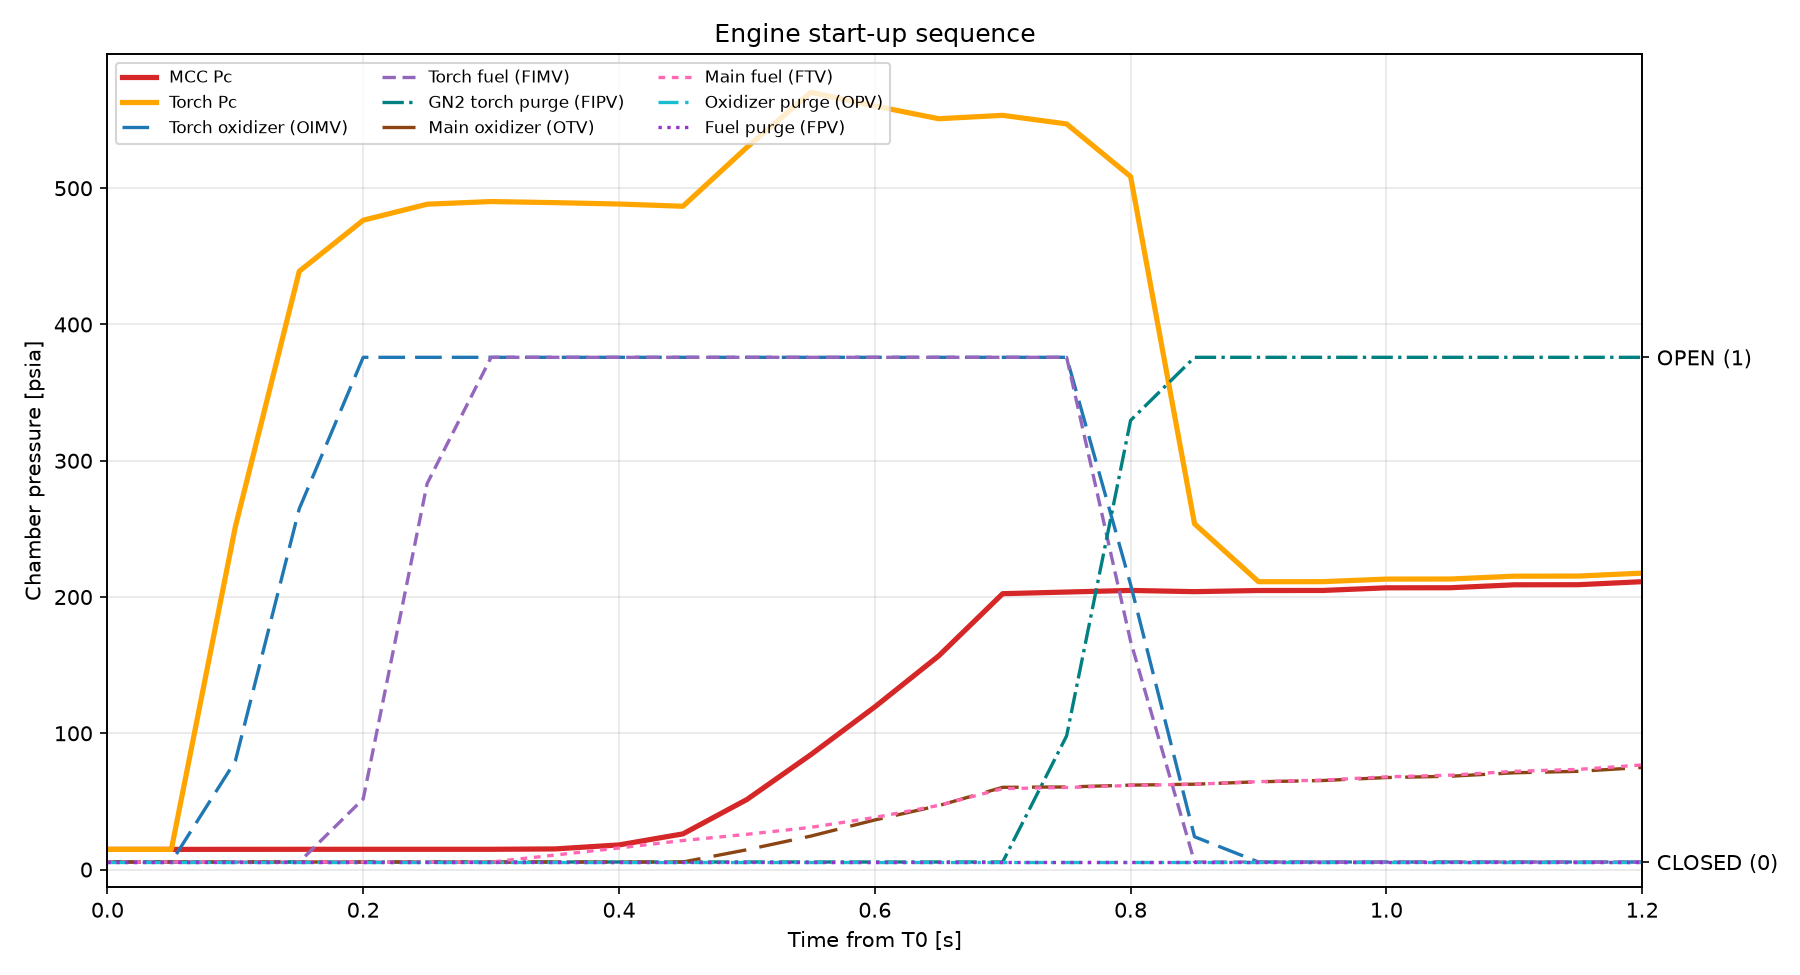 Engine start-up sequence
MCC Pc
Torch Pc
Torch oxidizer (OIMV)
Torch fuel (FIMV)
GN2 torch purge (FIPV)
Main oxidizer (OTV)
Main fuel (FTV)
Oxidizer purge (OPV)
Fuel purge (FPV)
Chamber pressure [psia]
500
400
300
200
100
0
OPEN (1)
CLOSED (0)
0.0 0.2 0.4 0.6 0.8 1.0 1.2
Time from T0 [s]